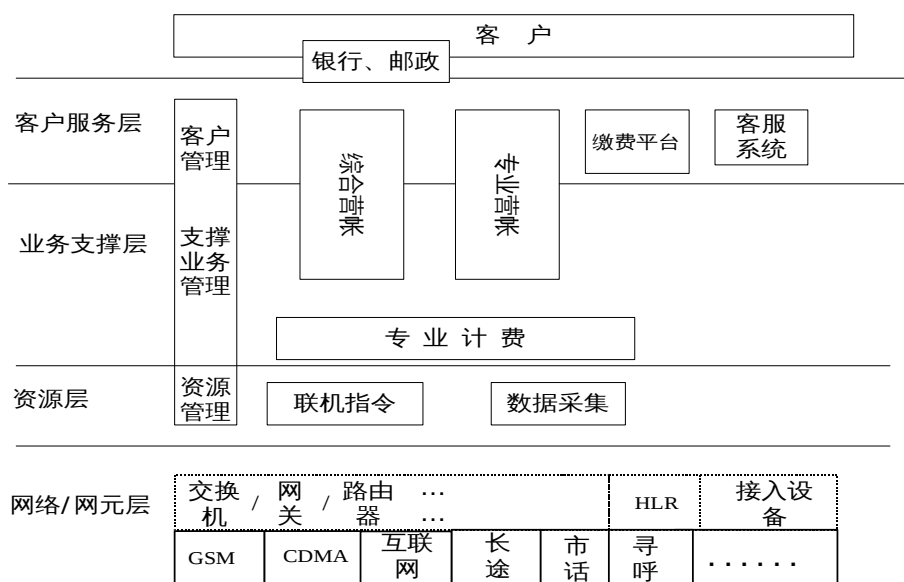 客 户
银行、邮政
客户服务层
客户
管理
综合营帐
专业营帐
缴费平台
客服
系统
业务支撑层
支撑
业务
管理
专 业 计 费
资源层
资源
管理
联机指令
数据采集
网络/网元层
交换
机
/
网
关
/
路由
器
…
…
HLR
接入设
备
GSM
CDMA
互联
网
长
途
市
话
寻
呼
......